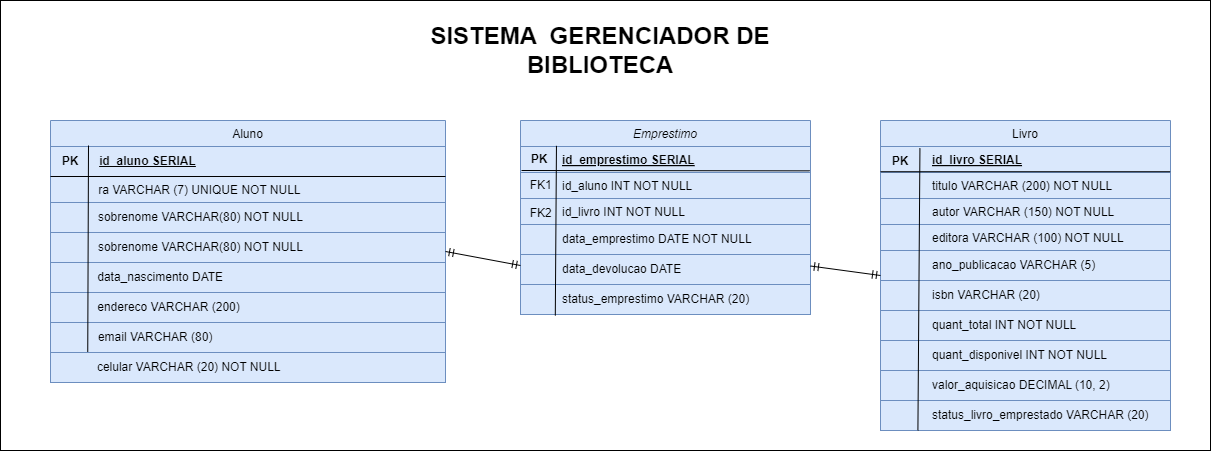 SISTEMA GERENCIADOR DE
BIBLIOTECA
Aluno
PK id_aluno SERIAL
ra VARCHAR (7) UNIQUE NOT NULL
sobrenome VARCHAR(80) NOT NULL
sobrenome VARCHAR(80) NOT NULL
data_nascimento DATE
endereco VARCHAR (200)
email VARCHAR (80)
celular VARCHAR (20) NOT NULL
Emprestimo
PK id_emprestimo SERIAL
FK1 id_aluno INT NOT NULL
FK2 id_livro INT NOT NULL
data_emprestimo DATE NOT NULL
data_devolucao DATE
status_emprestimo VARCHAR (20)
Livro
PK id_livro SERIAL
titulo VARCHAR (200) NOT NULL
autor VARCHAR (150) NOT NULL
editora VARCHAR (100) NOT NULL
ano_publicacao VARCHAR (5)
isbn VARCHAR (20)
quant_total INT NOT NULL
quant_disponivel INT NOT NULL
valor_aquisicao DECIMAL (10, 2)
status_livro_emprestado VARCHAR (20)